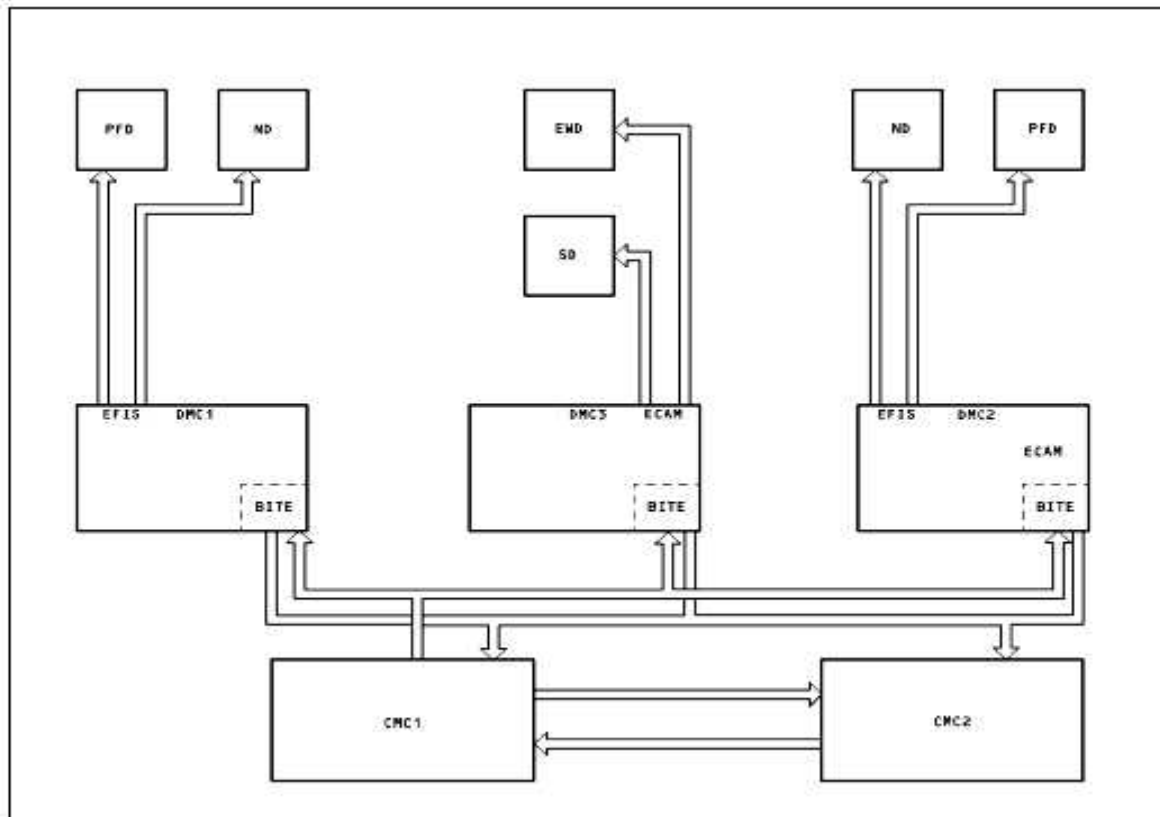 PFD ND EWD ND PFD
SD
EFIS DMC1 DMC3 ECAM EFIS DMC2
ECAM
BITE BITE BITE
CMC1 CMC2